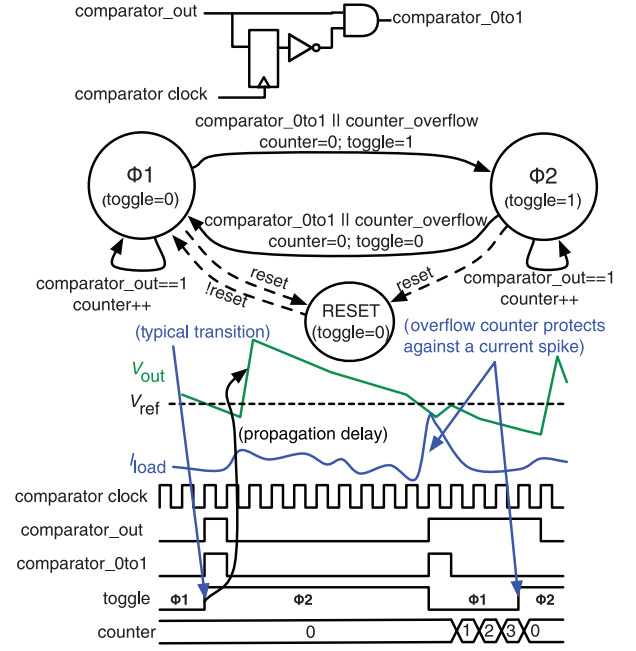 comparator_out
comparator_0to1
comparator clock
comparator_0to1 || counter_overflow
counter=0; toggle=1
Φ1
(toggle=0)
Φ2
(toggle=1)
comparator_0to1 || counter_overflow
counter=0; toggle=0
comparator_out==1
counter++
reset
!reset
reset
comparator_out==1
counter++
RESET
(toggle=0)
(typical transition)
(overflow counter protects
against a current spike)
Vout
Vref
(propagation delay)
Iload
comparator clock
comparator_out
comparator_0to1
toggle Φ1 Φ2 Φ1 Φ2
counter 0 1 2 3 0